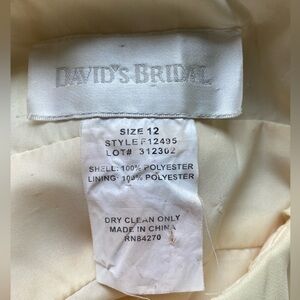 DAVID'S BRIDAL
SIZE 12
STYLE F12495
LOT# 312302
SHELL: 100% POLYESTER
LINING: 100% POLYESTER
DRY CLEAN ONLY
MADE IN CHINA
RN84270